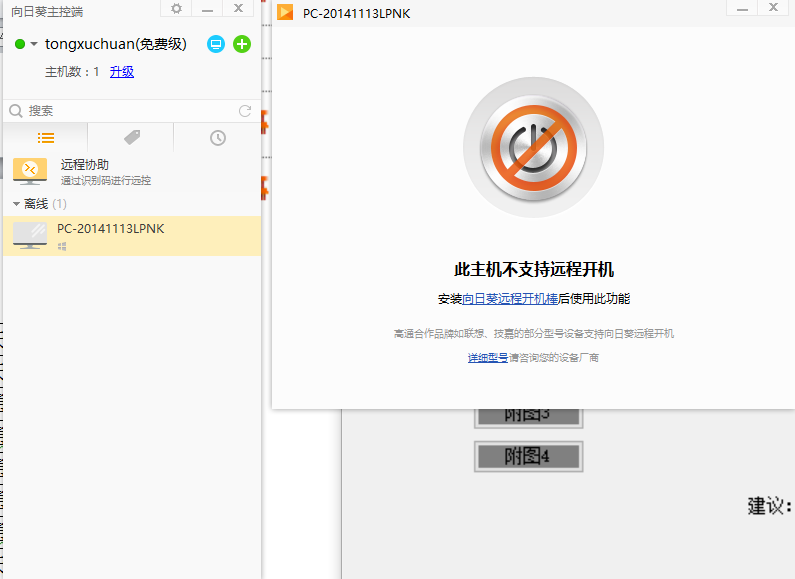 向日葵主控端
tongxuchuan(免费级)
主机数：1 升级
搜索
远程协助
通过识别码进行远控
离线 (1)
PC-20141113LPNK
PC-20141113LPNK
此主机不支持远程开机
安装向日葵远程开机棒后使用此功能
高通合作品牌如联想、技嘉的部分型号设备支持向日葵远程开机
详细型号请咨询您的设备厂商
附图3
附图4
建议：